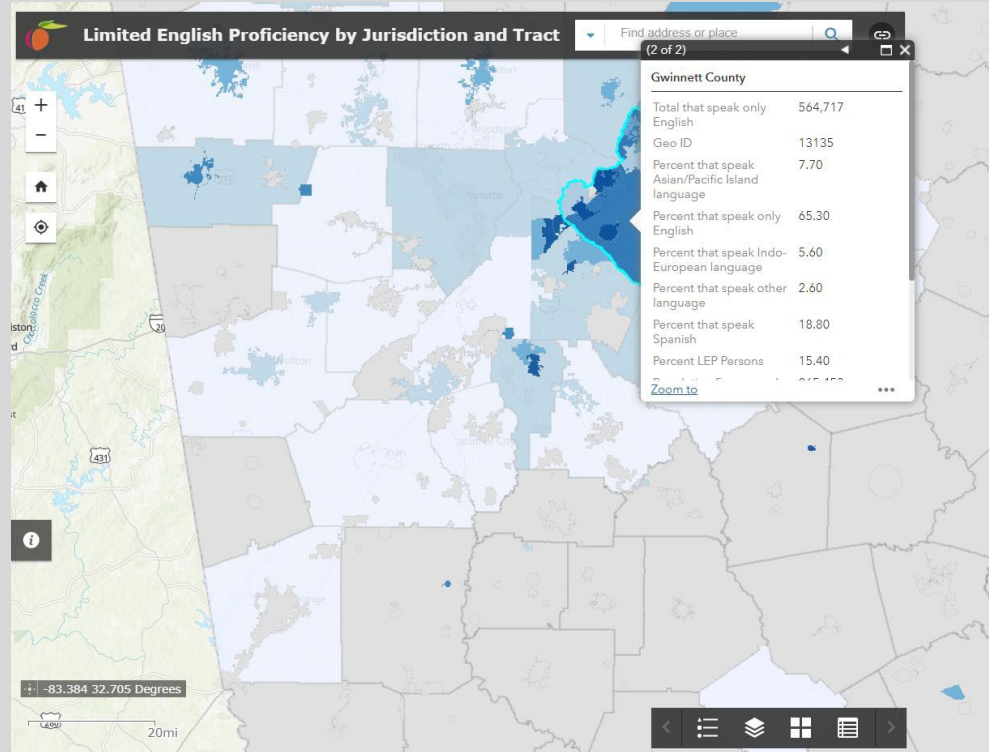 Limited English Proficiency by Jurisdiction and Tract
Find address or place
(2 of 2)
Gwinnett County
Total that speak only English 564,717
Geo ID 13135
Percent that speak Asian/Pacific Island language 7.70
Percent that speak only English 65.30
Percent that speak Indo-European language 5.60
Percent that speak other language 2.60
Percent that speak Spanish 18.80
Percent LEP Persons 15.40
Zoom to
41
+
−
Marietta
20
431
-83.384 32.705 Degrees
280
20mi